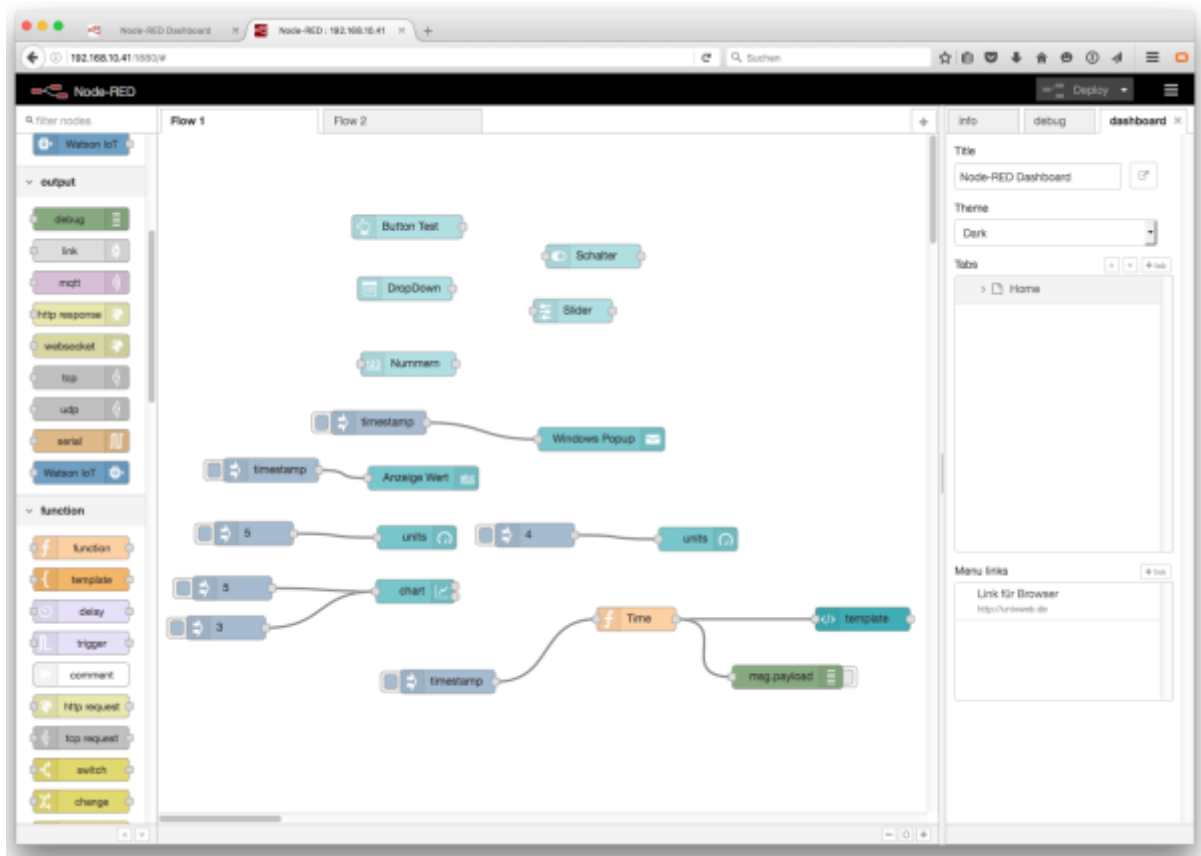 Node-RED Dashboard
Node-RED : 192.168.10.41
192.168.10.41:1880/#
Suchen
Node-RED
Deploy
filter nodes
Watson IoT
output
debug
link
mqtt
http response
websocket
tcp
udp
serial
Watson IoT
function
function
template
delay
trigger
comment
http request
tcp request
switch
change
Flow 1
Flow 2
Button Test
Schalter
DropDown
Slider
123 Nummern
timestamp
Windows Popup
timestamp
Anzeige Wert abc
5
units
4
units
5
chart
3
Time
template
timestamp
msg.payload
info
debug
dashboard
Title
Node-RED Dashboard
Theme
Dark
Tabs
+ tab
Home
Menu links
+ link
Link für Browser